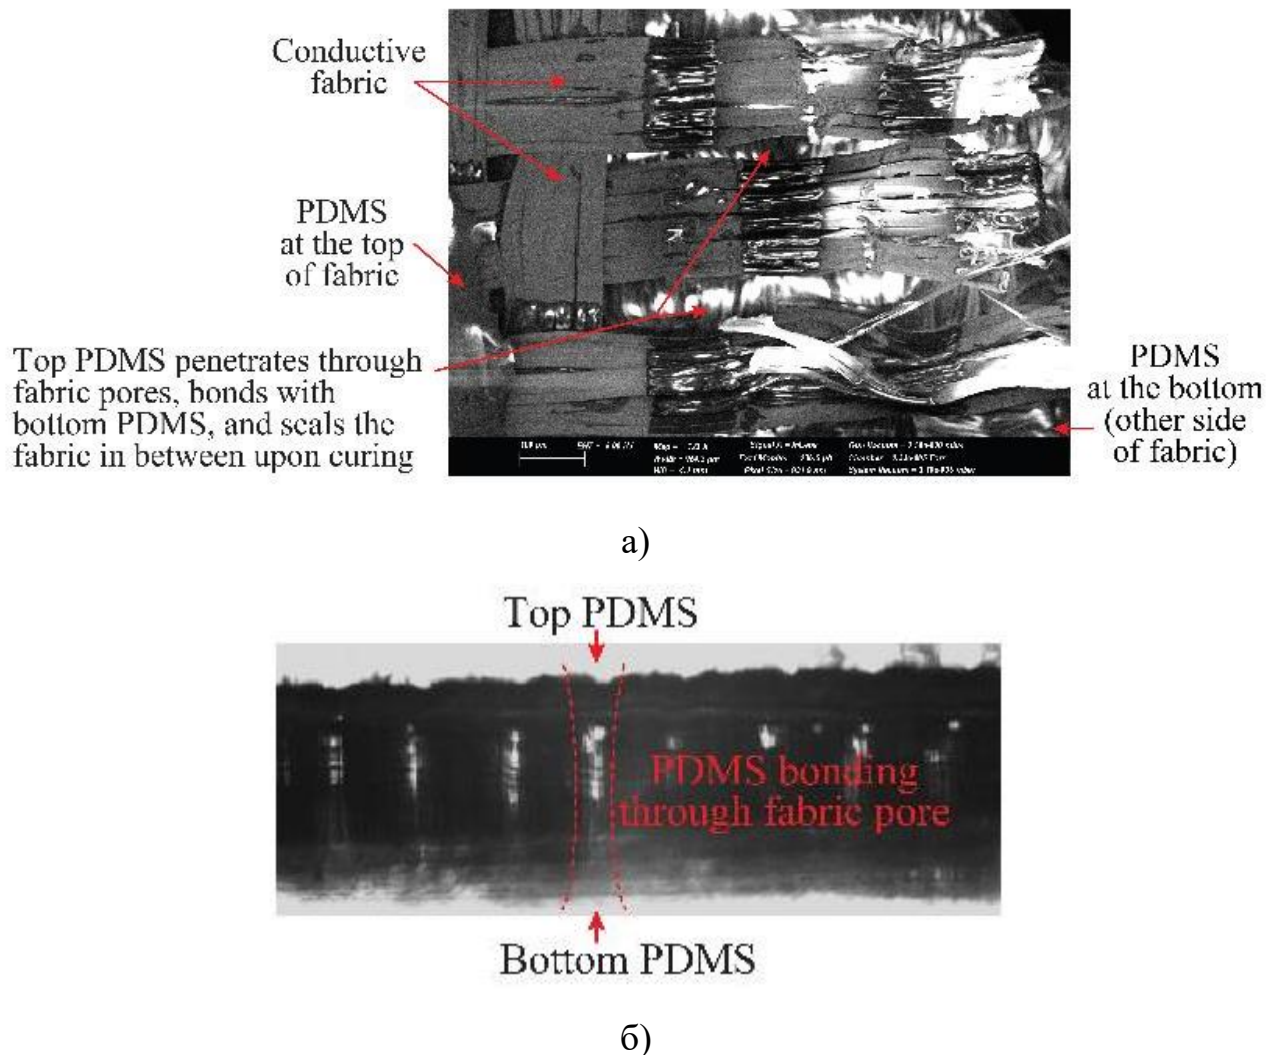 Conductive
fabric
PDMS
at the top
of fabric
Top PDMS penetrates through
fabric pores, bonds with
bottom PDMS, and seals the
fabric in between upon curing
PDMS
at the bottom
(other side
of fabric)
а)
Top PDMS
PDMS bonding
through fabric pore
Bottom PDMS
б)